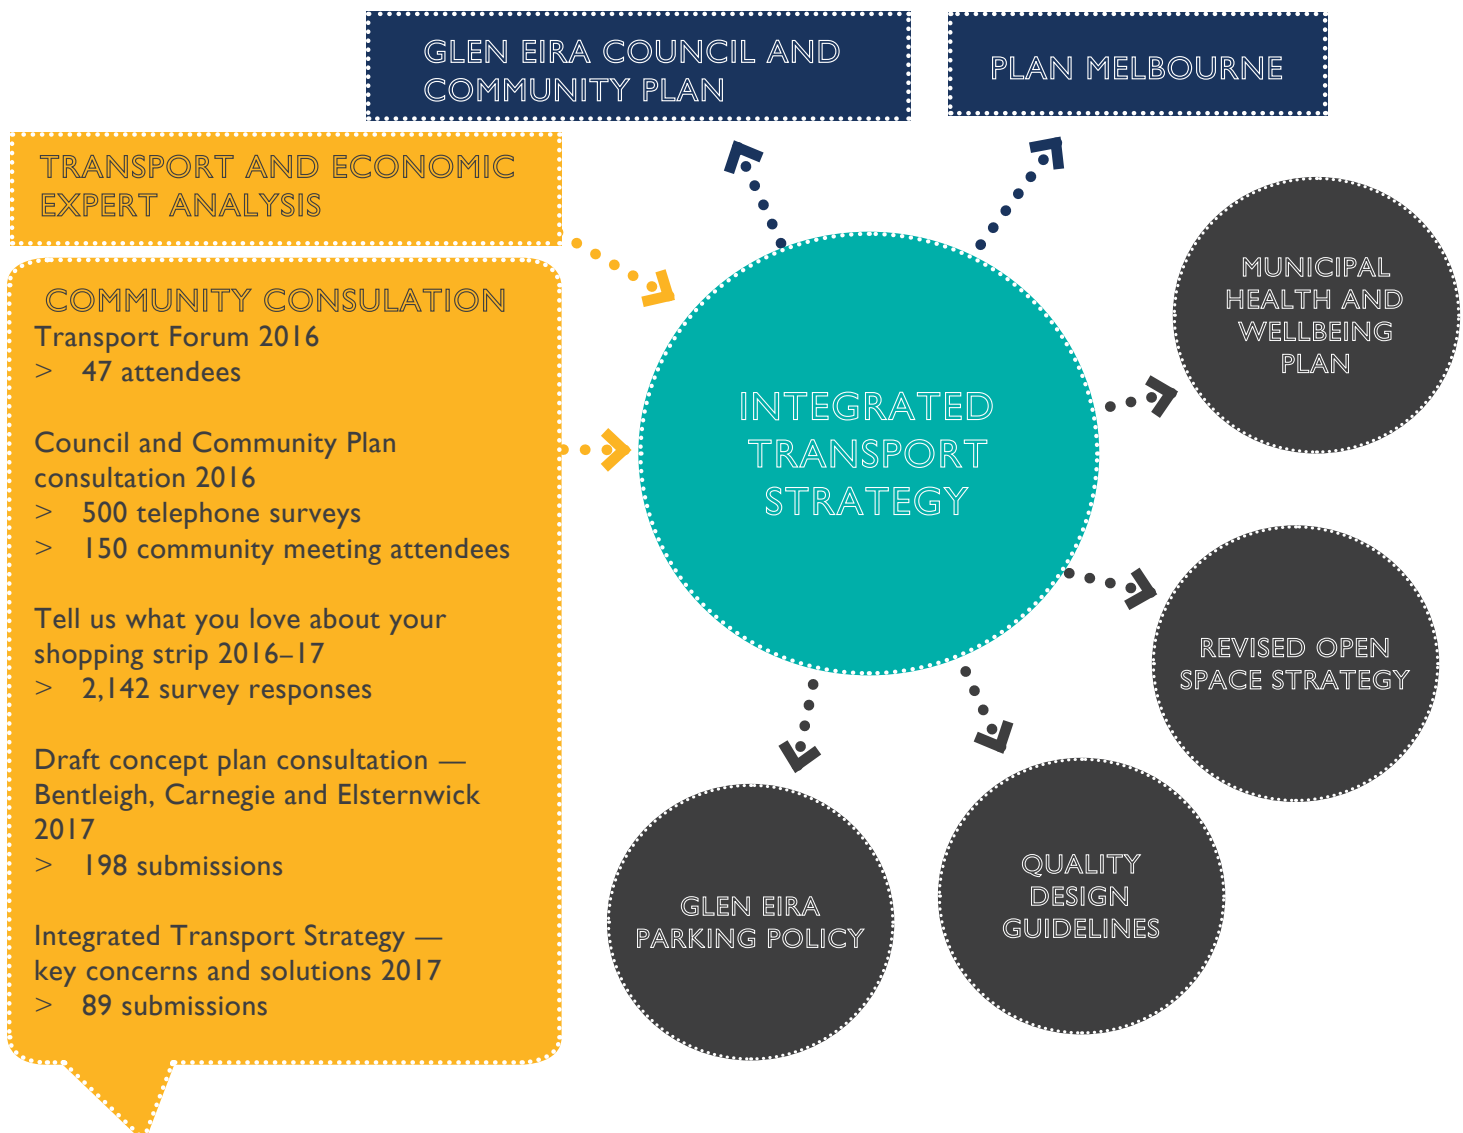 GLEN EIRA COUNCIL AND
COMMUNITY PLAN
PLAN MELBOURNE
TRANSPORT AND ECONOMIC
EXPERT ANALYSIS
COMMUNITY CONSULATION
Transport Forum 2016
> 47 attendees
Council and Community Plan
consultation 2016
> 500 telephone surveys
> 150 community meeting attendees
Tell us what you love about your
shopping strip 2016–17
> 2,142 survey responses
Draft concept plan consultation —
Bentleigh, Carnegie and Elsternwick
2017
> 198 submissions
Integrated Transport Strategy —
key concerns and solutions 2017
> 89 submissions
INTEGRATED
TRANSPORT
STRATEGY
MUNICIPAL
HEALTH AND
WELLBEING
PLAN
REVISED OPEN
SPACE STRATEGY
QUALITY
DESIGN
GUIDELINES
GLEN EIRA
PARKING POLICY